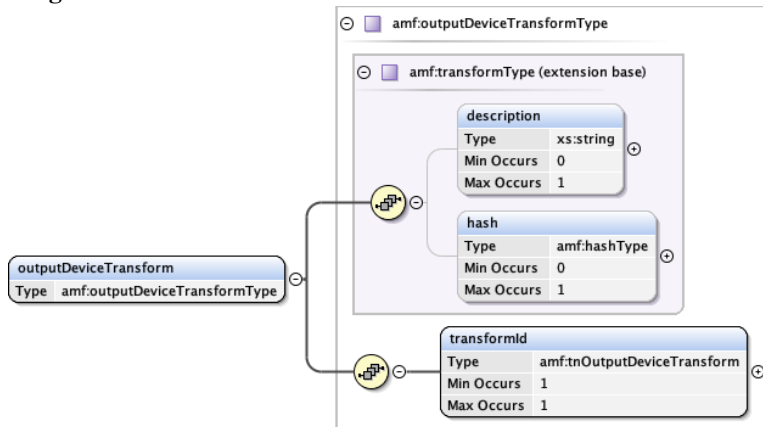 amf:outputDeviceTransformType
amf:transformType (extension base)
description
Type xs:string
Min Occurs 0
Max Occurs 1
hash
Type amf:hashType
Min Occurs 0
Max Occurs 1
outputDeviceTransform
Type amf:outputDeviceTransformType
transformId
Type amf:tnOutputDeviceTransform
Min Occurs 1
Max Occurs 1